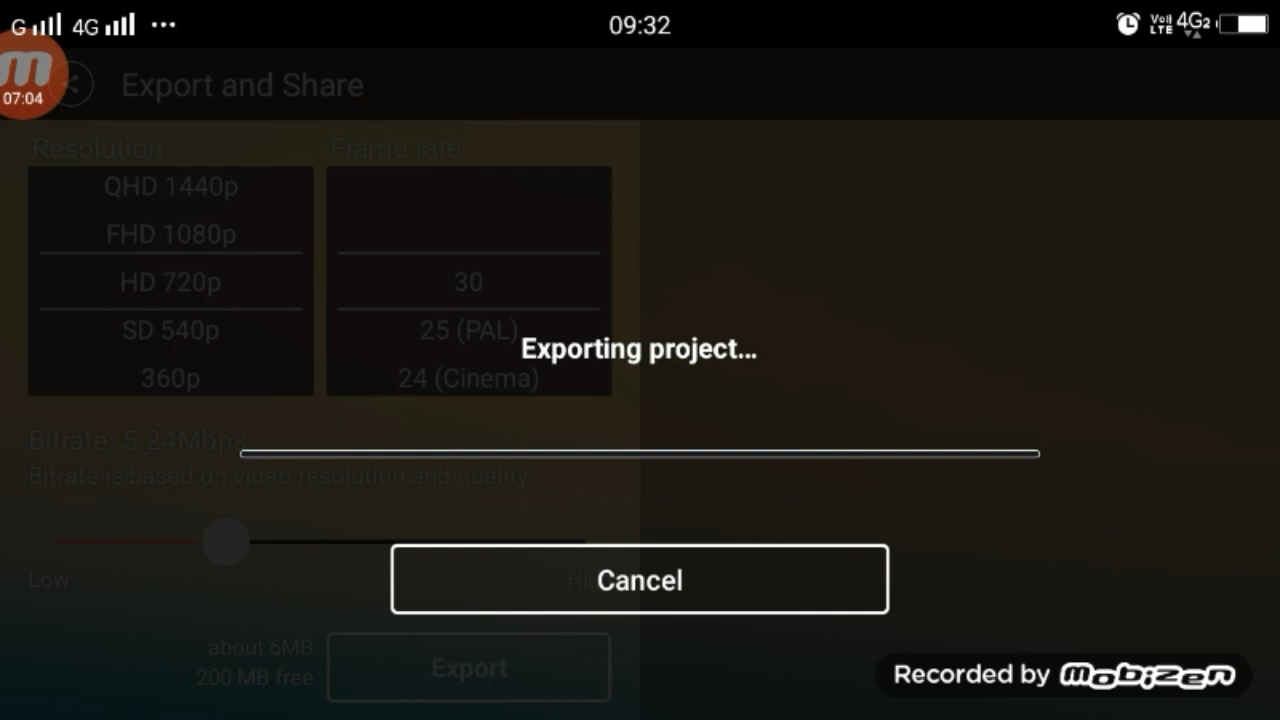 G 4G ... 09:32 VoII LTE 4G2
m
07:04
Export and Share
Resolution Frame rate
QHD 1440p
FHD 1080p
HD 720p 30
SD 540p 25 (PAL)
360p 24 (Cinema)
Exporting project...
Bitrate: 5.24Mbps
Bitrate is based on video resolution and quality
Low Hi
Cancel
about 6MB
200 MB free
Export
Recorded by mobizen